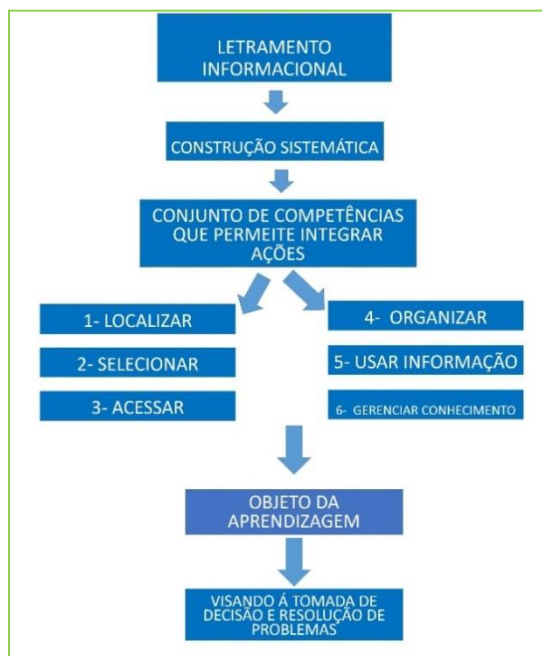 LETRAMENTO
INFORMACIONAL
CONSTRUÇÃO SISTEMÁTICA
CONJUNTO DE COMPETÊNCIAS
QUE PERMEITE INTEGRAR
AÇÕES
1- LOCALIZAR
2- SELECIONAR
3- ACESSAR
4- ORGANIZAR
5- USAR INFORMAÇÃO
6- GERENCIAR CONHECIMENTO
OBJETO DA
APRENDIZAGEM
VISANDO Á TOMADA DE
DECISÃO E RESOLUÇÃO DE
PROBLEMAS